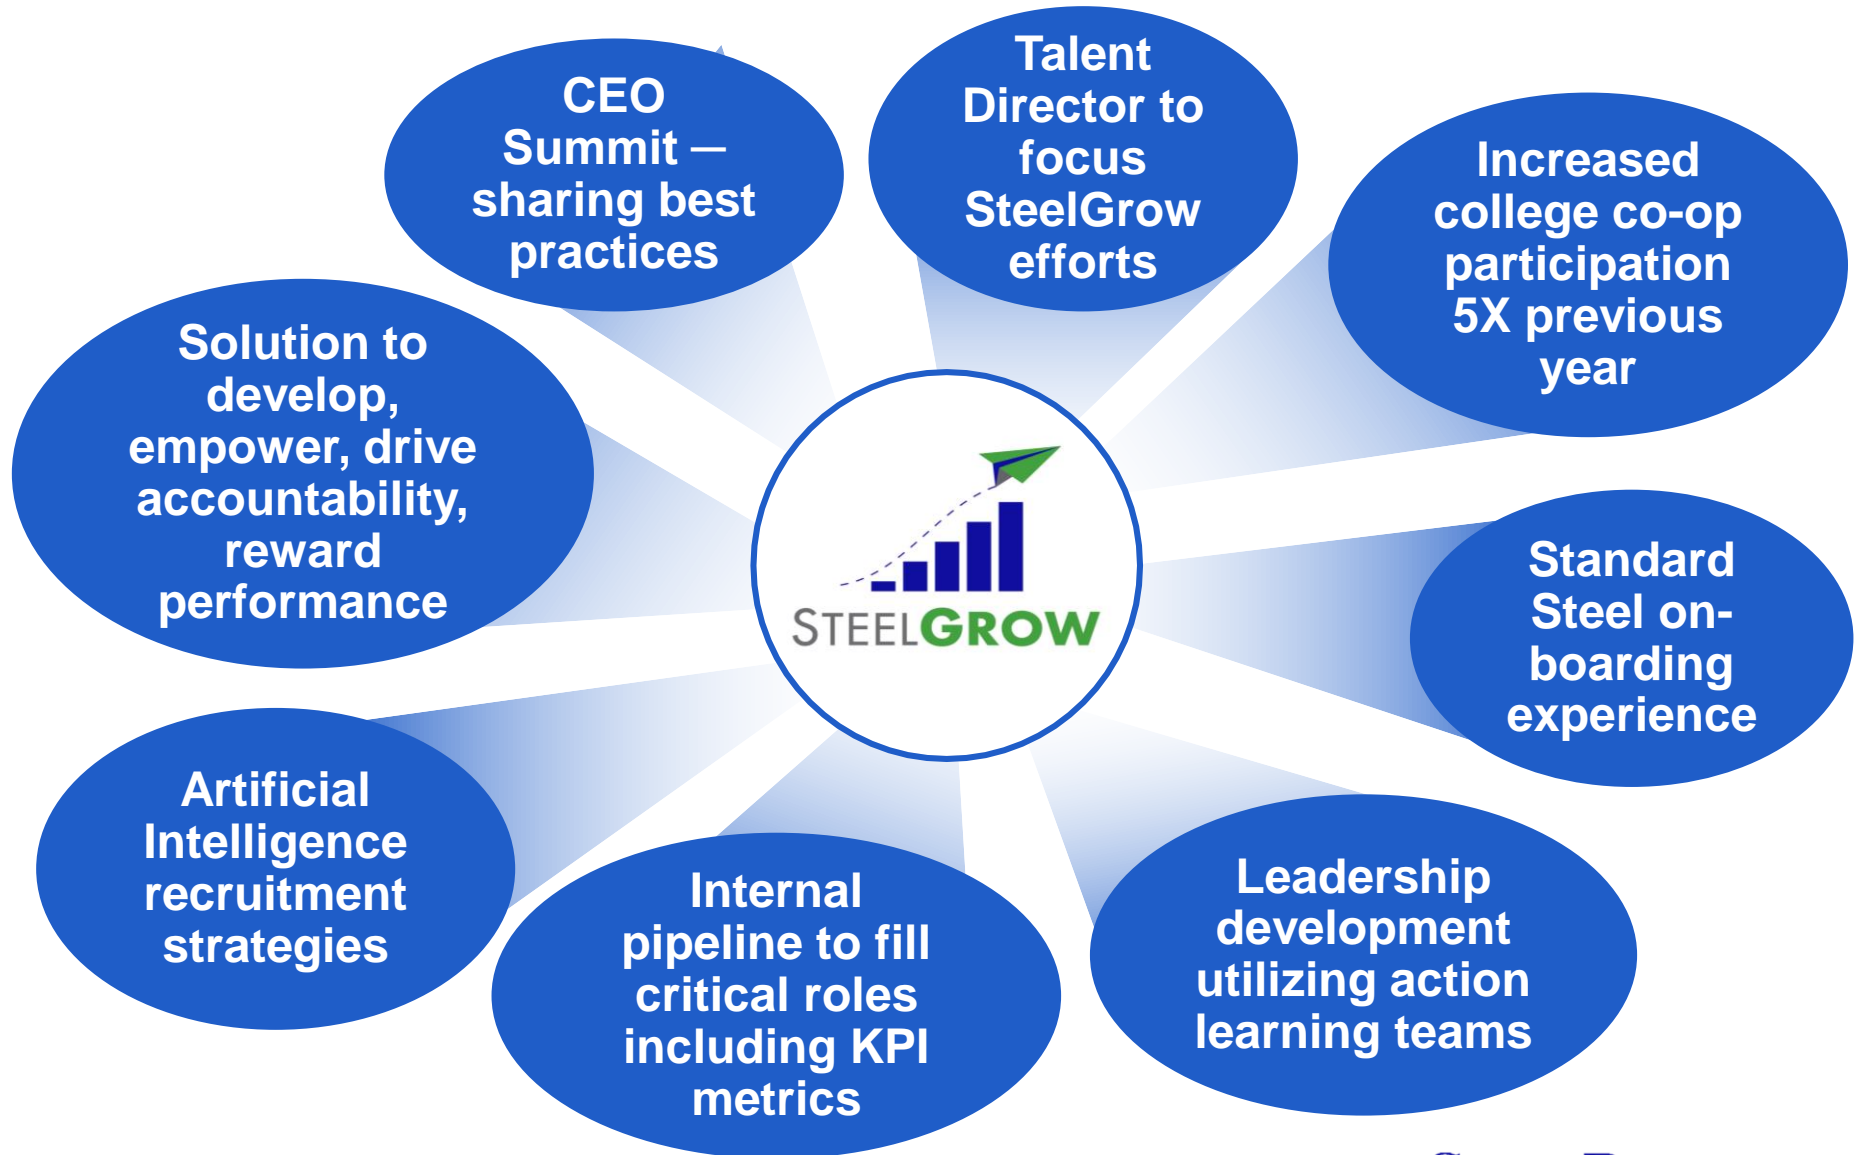 Talent
Director to
focus
SteelGrow
efforts
CEO
Summit —
sharing best
practices
Increased
college co-op
participation
5X previous
year
Solution to
develop,
empower, drive
accountability,
reward
performance
STEELGROW
Standard
Steel on-
boarding
experience
Artificial
Intelligence
recruitment
strategies
Internal
pipeline to fill
critical roles
including KPI
metrics
Leadership
development
utilizing action
learning teams